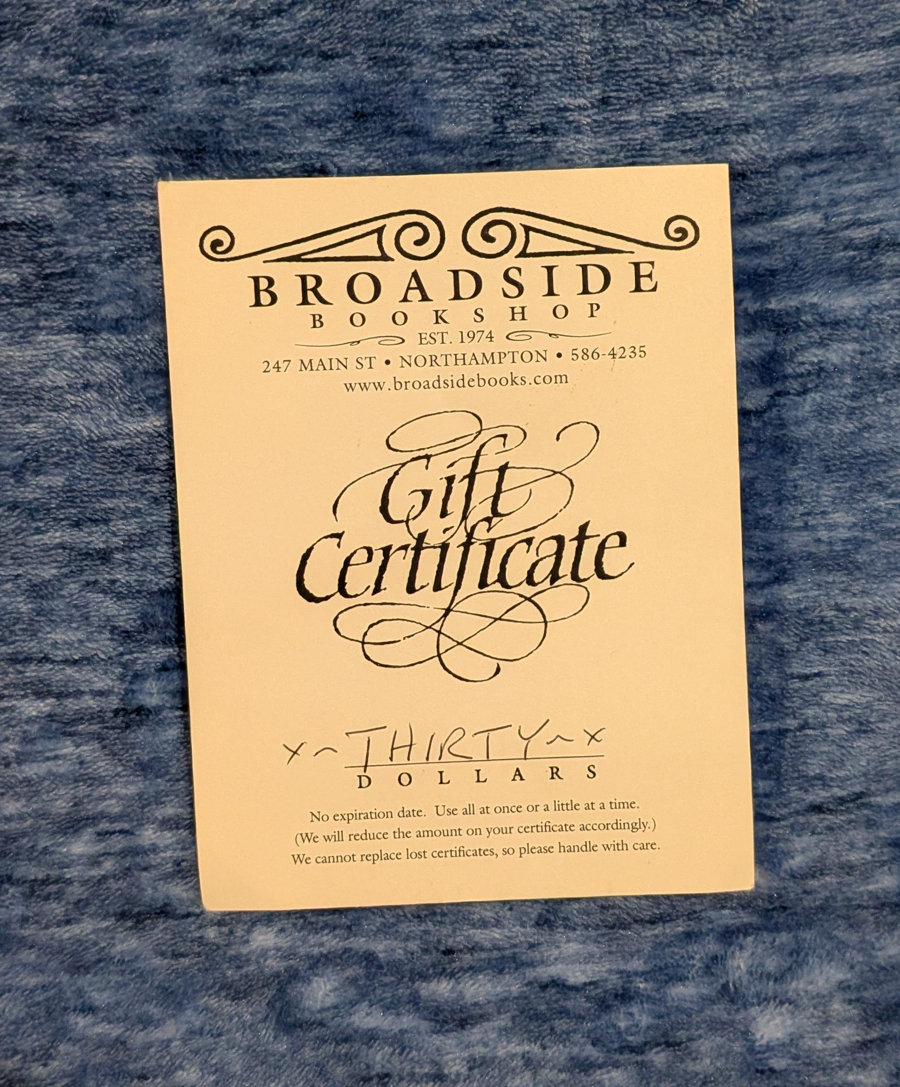 BROADSIDE
BOOKSHOP
EST. 1974
247 MAIN ST • NORTHAMPTON • 586-4235
www.broadsidebooks.com
Gift
Certificate
x~THIRTY~x
DOLLARS
No expiration date. Use all at once or a little at a time.
(We will reduce the amount on your certificate accordingly.)
We cannot replace lost certificates, so please handle with care.